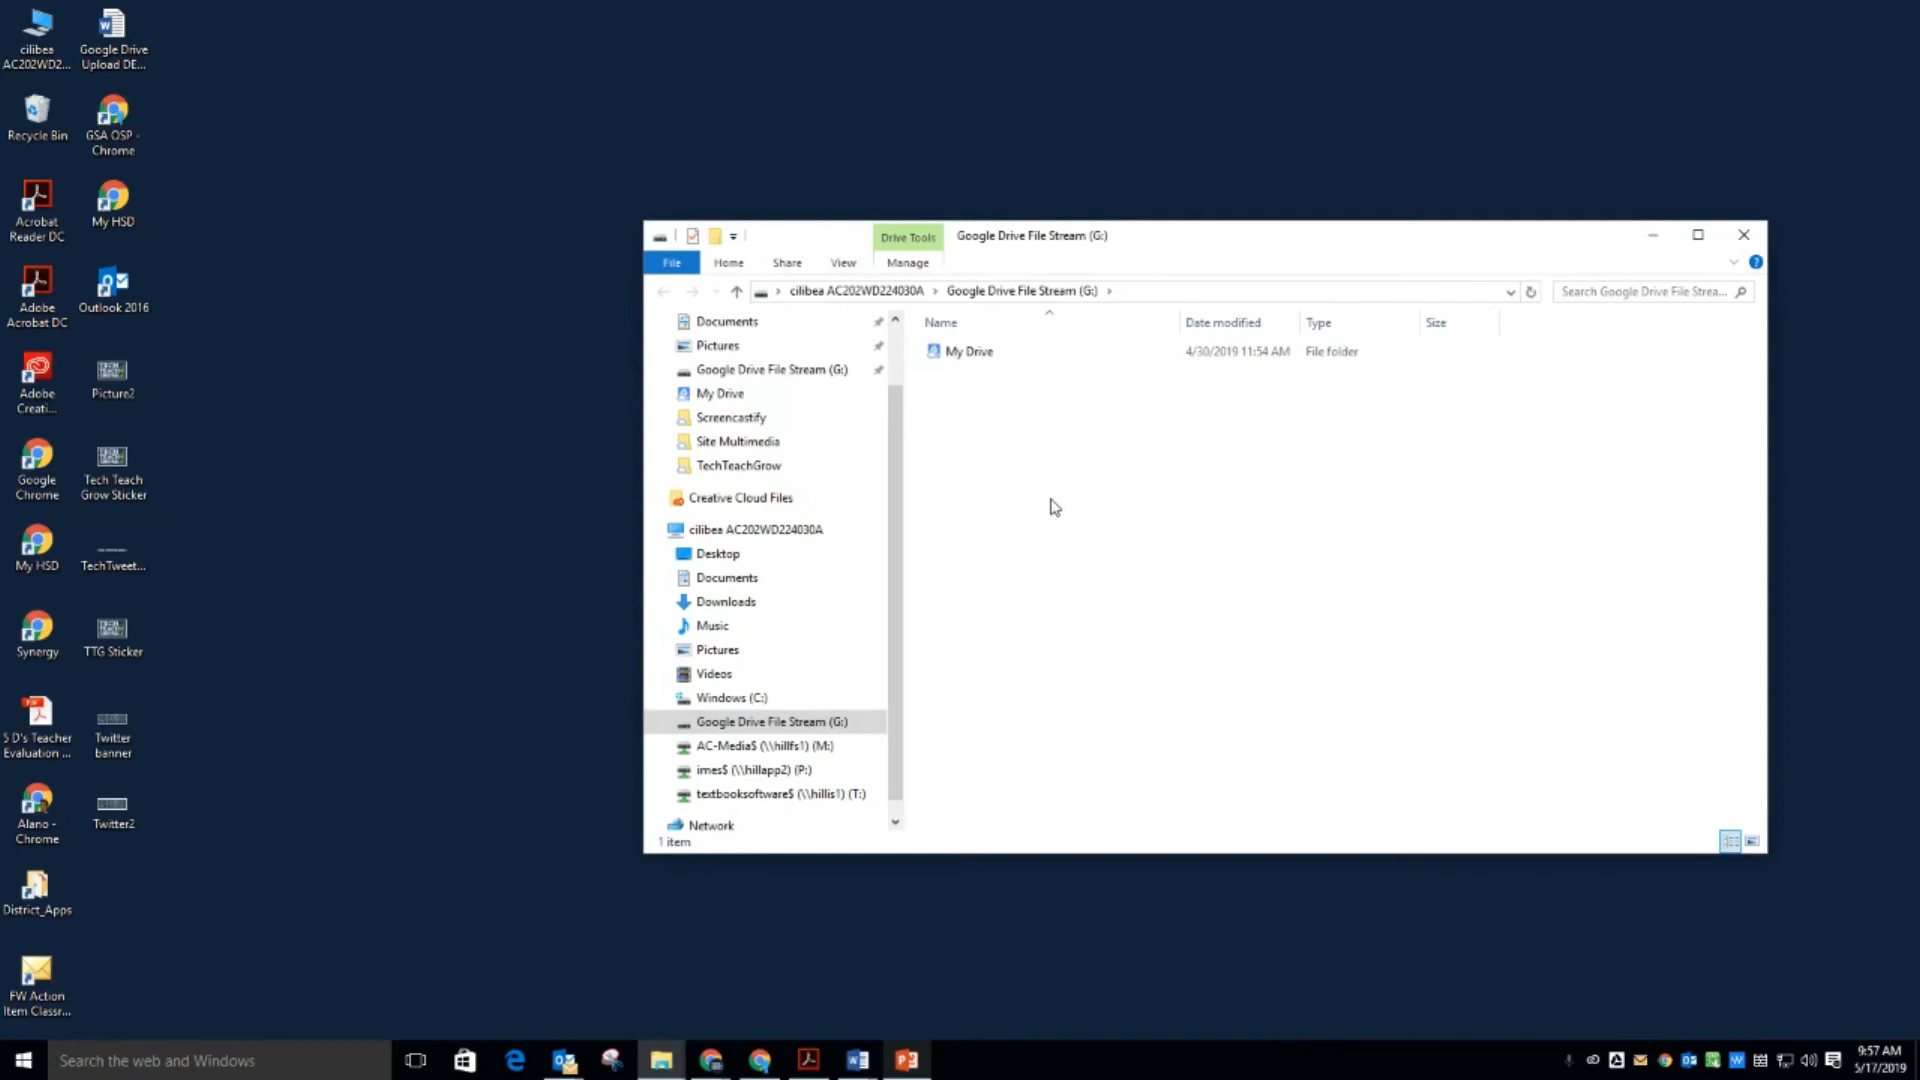 cilibea
AC202WD2...
Google Drive
Upload DE...
Recycle Bin
GSA OSP -
Chrome
Acrobat
Reader DC
My HSD
Adobe
Acrobat DC
Outlook 2016
Adobe
Creati...
Picture2
Google
Chrome
Tech Teach
Grow Sticker
My HSD
TechTweet...
Synergy
TTG Sticker
5 D's Teacher
Evaluation ...
Twitter
banner
Alano -
Chrome
Twitter2
District_Apps
FW Action
Item Classr...
Drive Tools
Google Drive File Stream (G:)
File
Home
Share
View
Manage
cilibea AC202WD224030A
Google Drive File Stream (G:)
Search Google Drive File Strea...
Documents
Pictures
Google Drive File Stream (G:)
My Drive
Screencastify
Site Multimedia
TechTeachGrow
Creative Cloud Files
cilibea AC202WD224030A
Desktop
Documents
Downloads
Music
Pictures
Videos
Windows (C:)
Google Drive File Stream (G:)
AC-Media$ (\\hillfs1) (M:)
imes$ (\\hillapp2) (P:)
textbooksoftware$ (\\hillis1) (T:)
Network
Name
Date modified
Type
Size
My Drive
4/30/2019 11:54 AM
File folder
1 item
Search the web and Windows
9:57 AM
5/17/2019